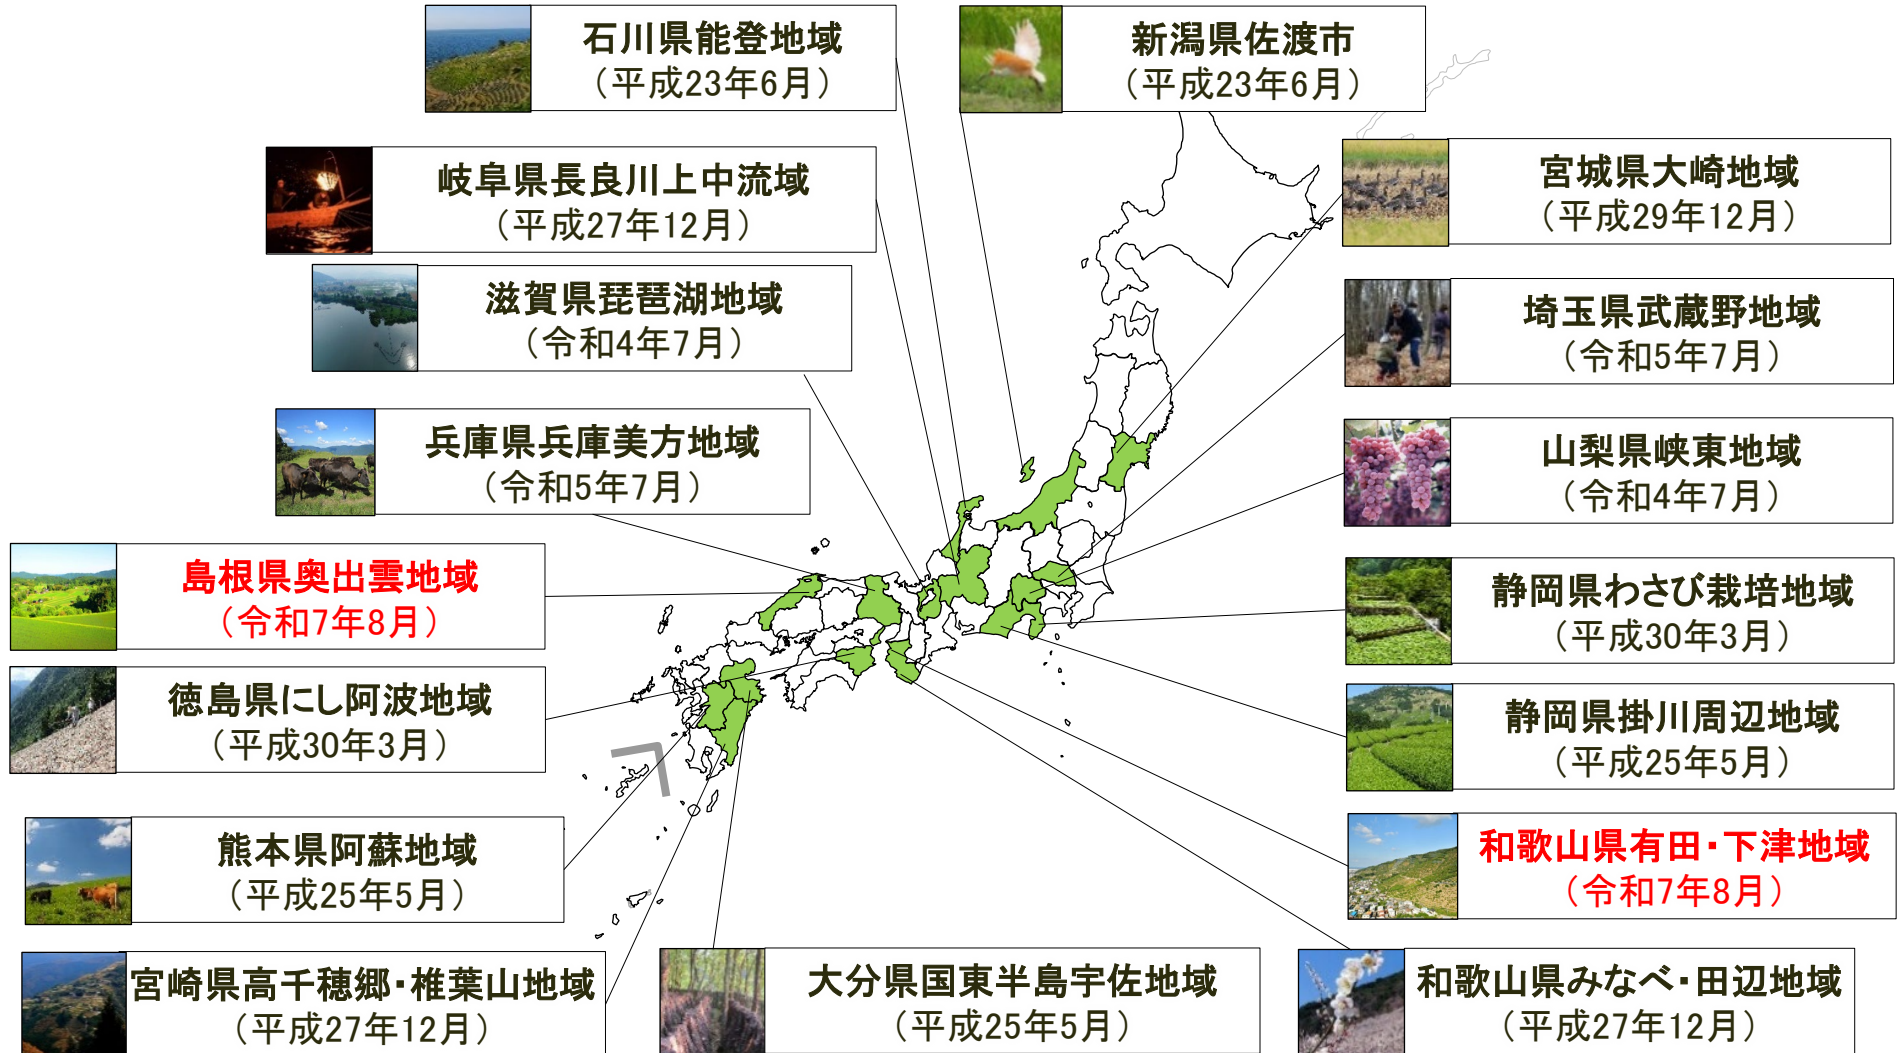 石川県能登地域
（平成23年6月）
新潟県佐渡市
（平成23年6月）
岐阜県長良川上中流域
（平成27年12月）
宮城県大崎地域
（平成29年12月）
滋賀県琵琶湖地域
（令和4年7月）
埼玉県武蔵野地域
（令和5年7月）
兵庫県兵庫美方地域
（令和5年7月）
山梨県峡東地域
（令和4年7月）
島根県奥出雲地域
（令和7年8月）
静岡県わさび栽培地域
（平成30年3月）
徳島県にし阿波地域
（平成30年3月）
静岡県掛川周辺地域
（平成25年5月）
熊本県阿蘇地域
（平成25年5月）
和歌山県有田・下津地域
（令和7年8月）
宮崎県高千穂郷・椎葉山地域
（平成27年12月）
大分県国東半島宇佐地域
（平成25年5月）
和歌山県みなべ・田辺地域
（平成27年12月）